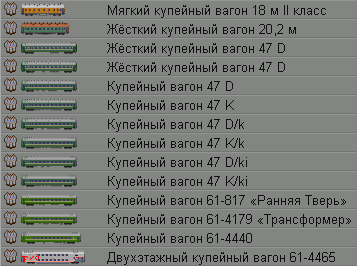 Мягкий купейный вагон 18 м II класс
Жёсткий купейный вагон 20,2 м
Жёсткий купейный вагон 47 D
Жёсткий купейный вагон 47 D
Купейный вагон 47 D
Купейный вагон 47 K
Купейный вагон 47 D/k
Купейный вагон 47 K/k
Купейный вагон 47 D/ki
Купейный вагон 47 K/ki
Купейный вагон 61-817 «Ранняя Тверь»
Купейный вагон 61-4179 «Трансформер»
Купейный вагон 61-4440
Двухэтажный купейный вагон 61-4465